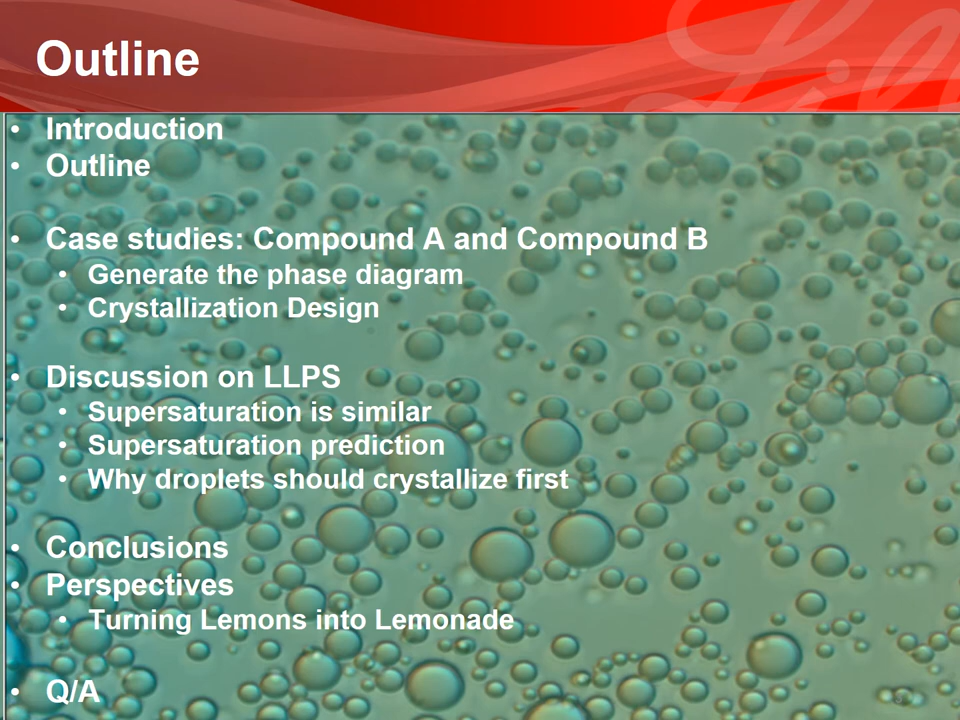 Outline
• Introduction
• Outline
• Case studies: Compound A and Compound B
• Generate the phase diagram
• Crystallization Design
• Discussion on LLPS
• Supersaturation is similar
• Supersaturation prediction
• Why droplets should crystallize first
• Conclusions
• Perspectives
• Turning Lemons into Lemonade
• Q/A